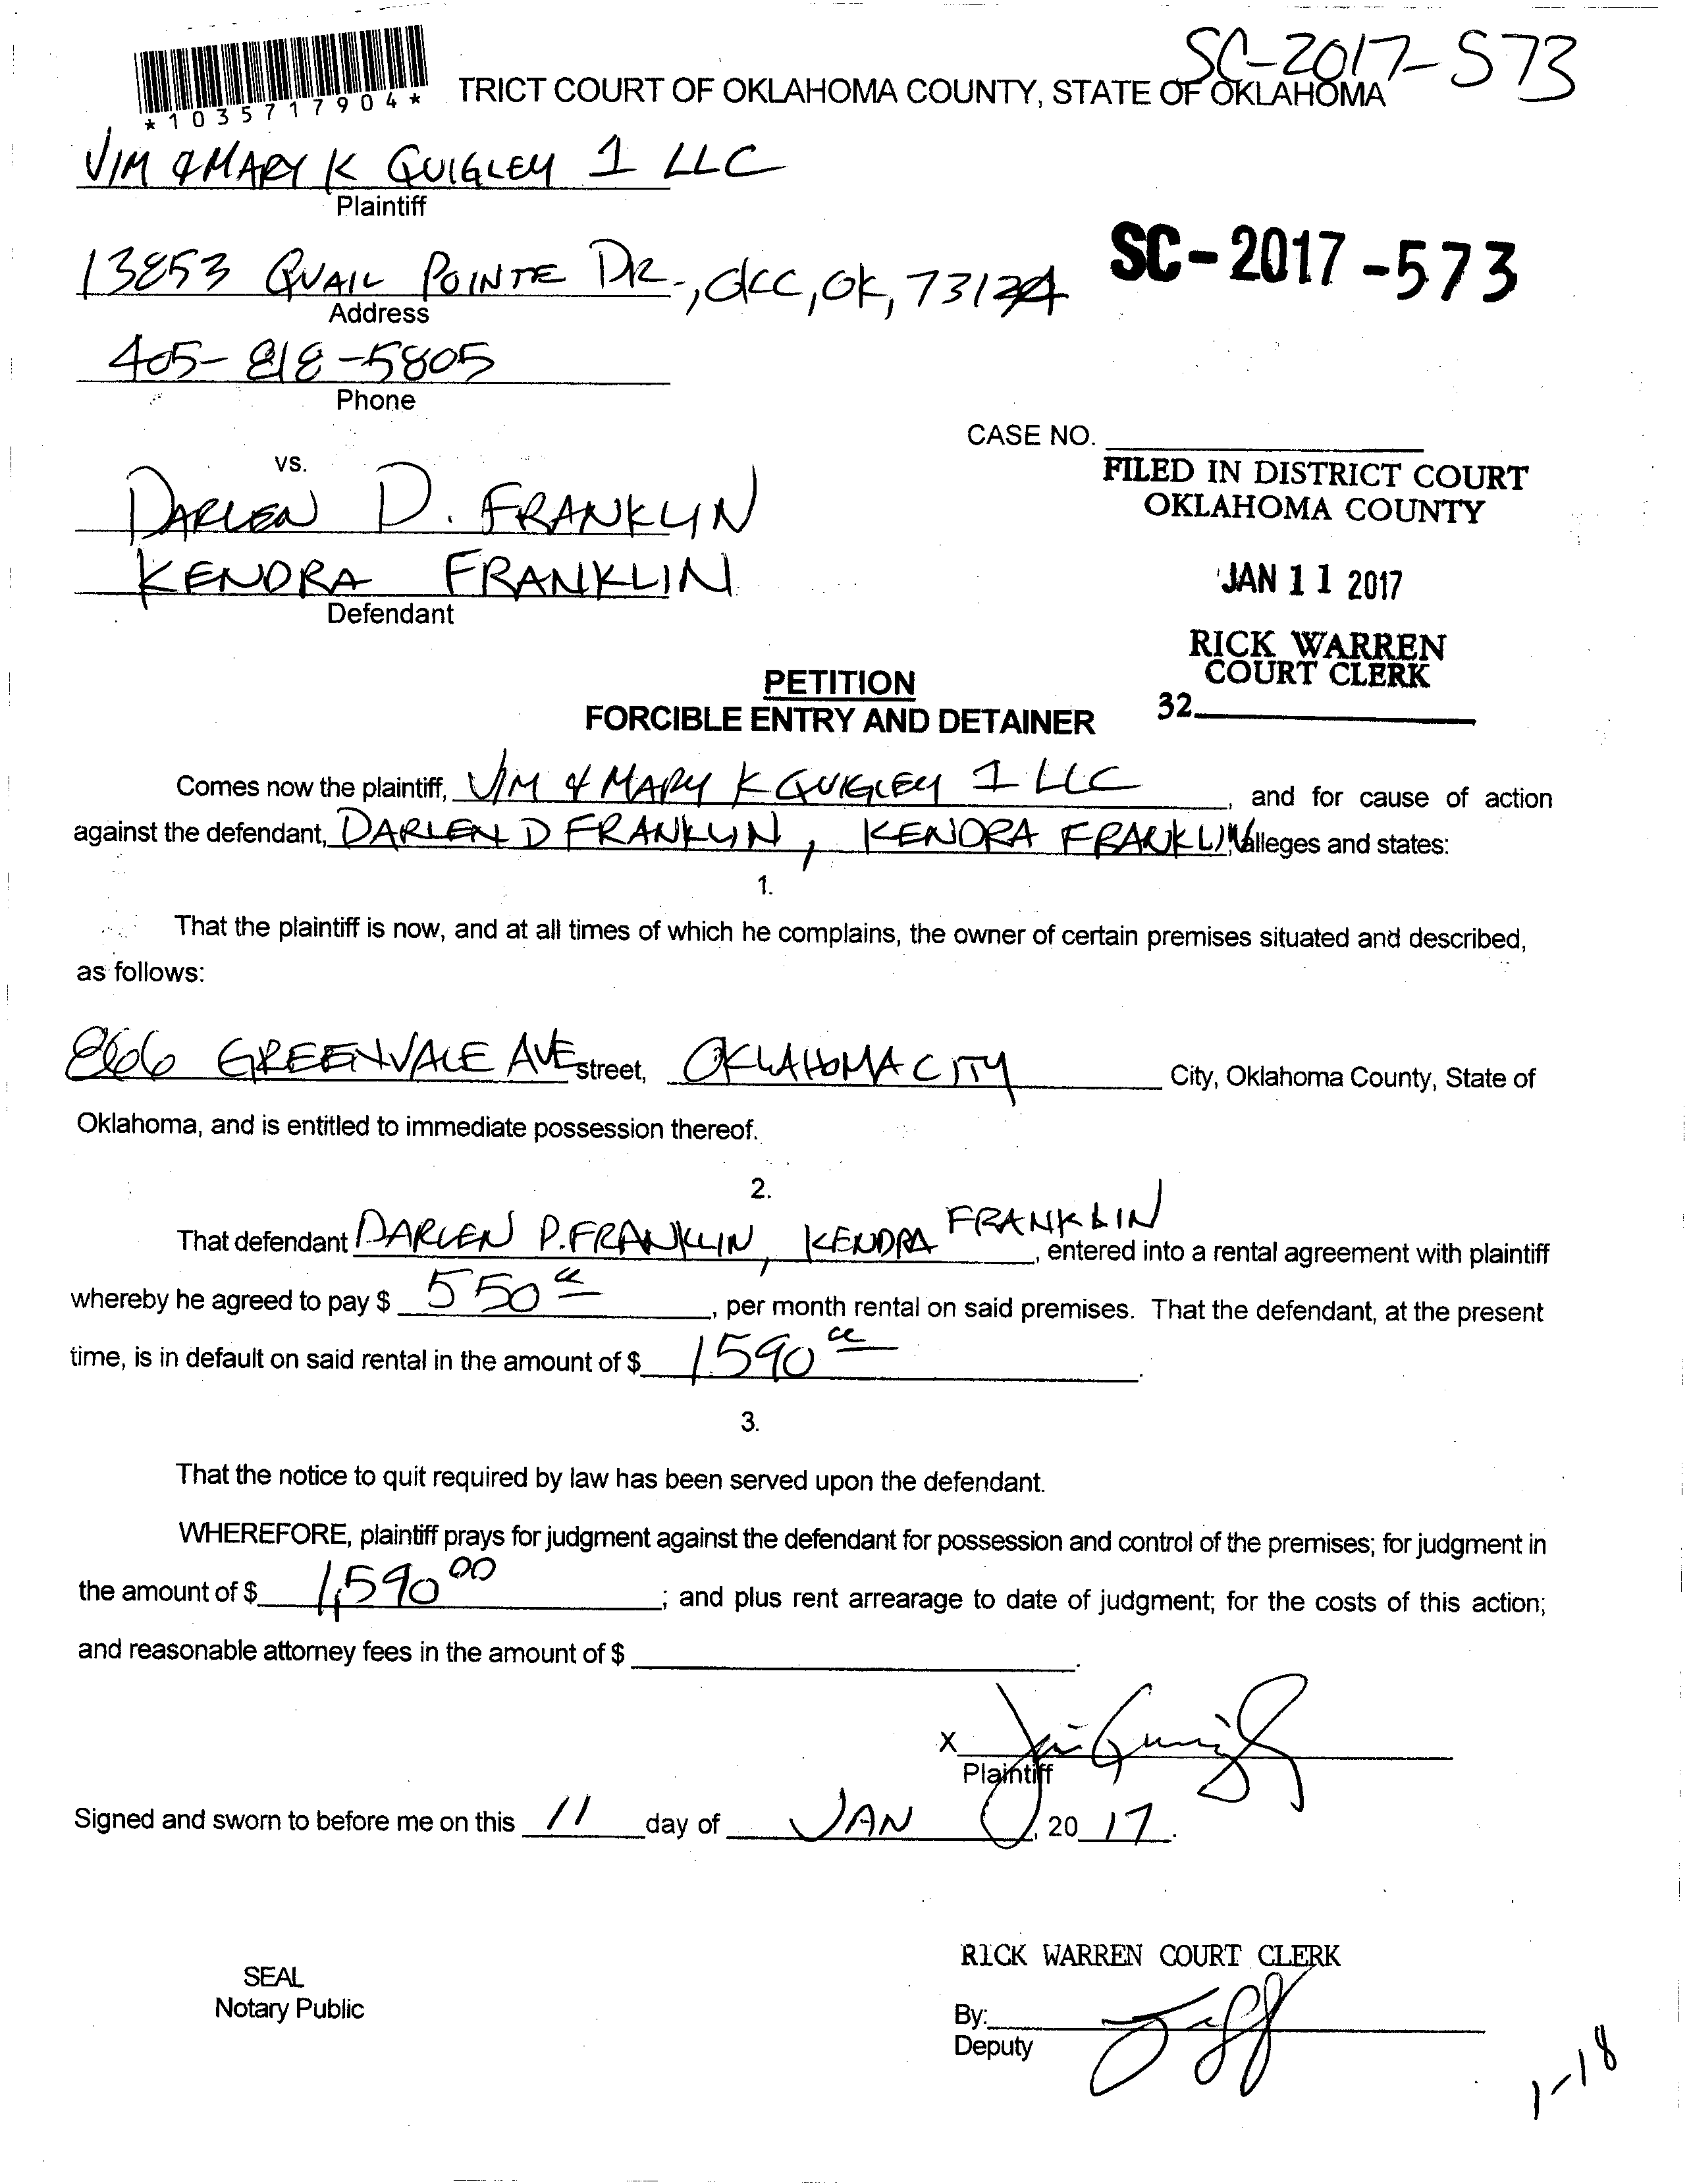 SC-2017-573
*1035717904*
TRICT COURT OF OKLAHOMA COUNTY, STATE OF OKLAHOMA
JIM & MARY K QUIGLEY 1 LLC
Plaintiff
13853 QUAIL POINTE DR., OKC, OK,
SC-2017-573
Address
405-818-5805
Phone
CASE NO.
vs.
FILED IN DISTRICT COURT
OKLAHOMA COUNTY
DARLEN D. FRANKLIN
KENDRA FRANKLIN
JAN 11 2017
Defendant
RICK WARREN
COURT CLERK
32
PETITION
FORCIBLE ENTRY AND DETAINER
Comes now the plaintiff, JIM & MARY K QUIGLEY 1 LLC, and for cause of action
against the defendant, DARLEN D FRANKLIN, KENDRA FRANKLIN, alleges and states:
1.
That the plaintiff is now, and at all times of which he complains, the owner of certain premises situated and described,
as follows:
866 GREENVALE AVE street, OKLAHOMA CITY City, Oklahoma County, State of
Oklahoma, and is entitled to immediate possession thereof.
2.
That defendant DARLEN D. FRANKLIN, KENDRA FRANKLIN, entered into a rental agreement with plaintiff
whereby he agreed to pay $ 550 00, per month rental on said premises. That the defendant, at the present
time, is in default on said rental in the amount of $ 1590 00.
3.
That the notice to quit required by law has been served upon the defendant.
WHEREFORE, plaintiff prays for judgment against the defendant for possession and control of the premises; for judgment in
the amount of $ 1,590 00; and plus rent arrearage to date of judgment; for the costs of this action;
and reasonable attorney fees in the amount of $
X Jim Quigley
Plaintiff
Signed and sworn to before me on this 11 day of JAN, 20 17.
RICK WARREN COURT CLERK
SEAL
Notary Public
By:
Deputy
1-18